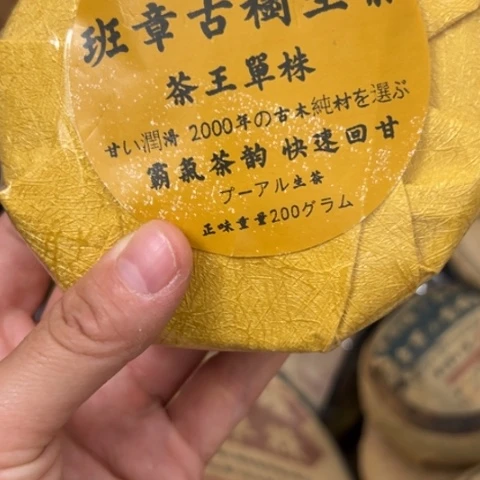 班章古樹生茶
茶王單株
甘い潤滑 2000年の古木純材を選ぶ
霸氣茶韵 快速回甘
プーアル生茶
正味重量200グラム